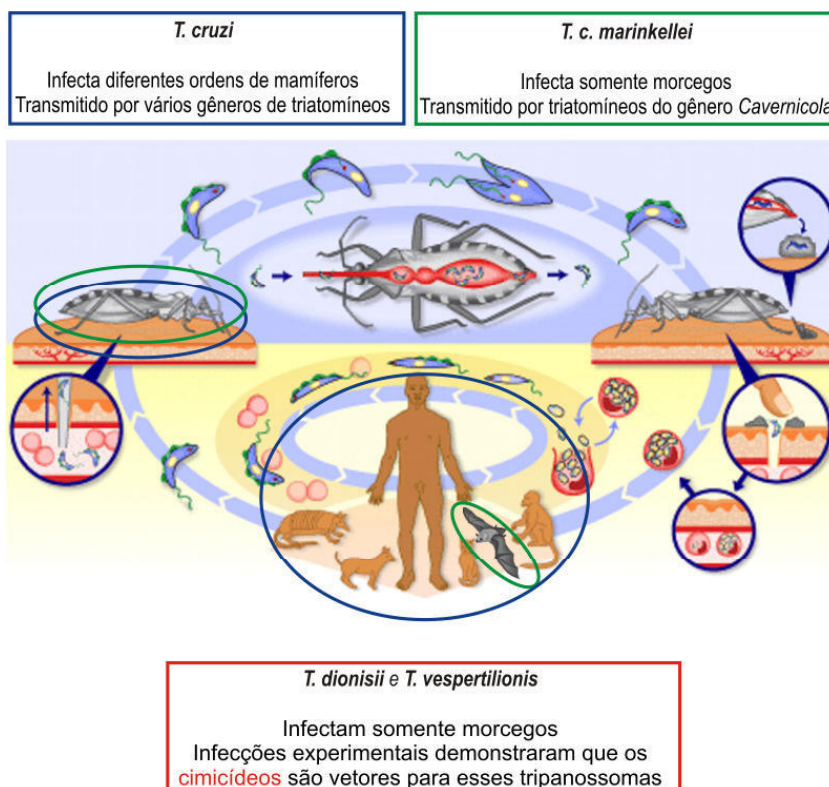 T. cruzi
Infecta diferentes ordens de mamíferos
Transmitido por vários gêneros de triatomíneos
T. c. marinkellei
Infecta somente morcegos
Transmitido por triatomíneos do gênero Cavernicola
T. dionisii e T. vespertilionis
Infectam somente morcegos
Infecções experimentais demonstraram que os
cimicídeos são vetores para esses tripanossomas